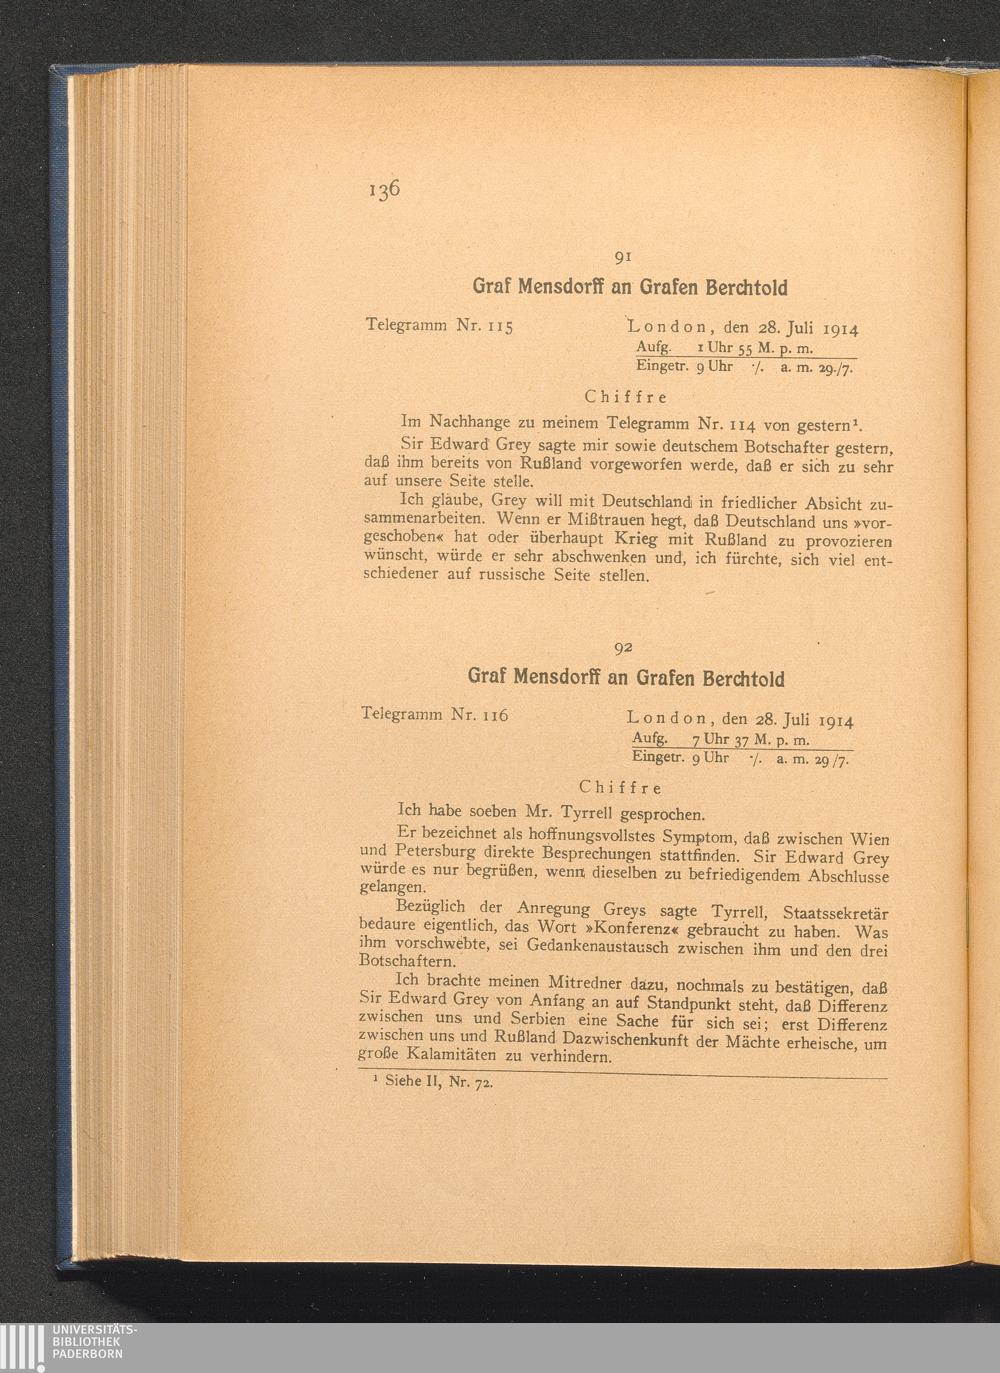 136
91
Graf Mensdorff an Grafen Berchtold
Telegramm Nr. 115
London, den 28. Juli 1914
Aufg. 1 Uhr 55 M. p. m.
Eingetr. 9 Uhr ·/. a. m. 29./7.
Chiffre
Im Nachhange zu meinem Telegramm Nr. 114 von gestern¹.
Sir Edward Grey sagte mir sowie deutschem Botschafter gestern,
daß ihm bereits von Rußland vorgeworfen werde, daß er sich zu sehr
auf unsere Seite stelle.
Ich glaube, Grey will mit Deutschland in friedlicher Absicht zu-
sammenarbeiten. Wenn er Mißtrauen hegt, daß Deutschland uns »vor-
geschoben« hat oder überhaupt Krieg mit Rußland zu provozieren
wünscht, würde er sehr abschwenken und, ich fürchte, sich viel ent-
schiedener auf russische Seite stellen.
92
Graf Mensdorff an Grafen Berchtold
Telegramm Nr. 116
London, den 28. Juli 1914
Aufg. 7 Uhr 37 M. p. m.
Eingetr. 9 Uhr ·/. a. m. 29/7.
Chiffre
Ich habe soeben Mr. Tyrrell gesprochen.
Er bezeichnet als hoffnungsvollstes Symptom, daß zwischen Wien
und Petersburg direkte Besprechungen stattfinden. Sir Edward Grey
würde es nur begrüßen, wenn dieselben zu befriedigendem Abschlusse
gelangen.
Bezüglich der Anregung Greys sagte Tyrrell, Staatssekretär
bedaure eigentlich, das Wort »Konferenz« gebraucht zu haben. Was
ihm vorschwebte, sei Gedankenaustausch zwischen ihm und den drei
Botschaftern.
Ich brachte meinen Mitredner dazu, nochmals zu bestätigen, daß
Sir Edward Grey von Anfang an auf Standpunkt steht, daß Differenz
zwischen uns und Serbien eine Sache für sich sei; erst Differenz
zwischen uns und Rußland Dazwischenkunft der Mächte erheische, um
große Kalamitäten zu verhindern.
¹ Siehe II, Nr. 72.
UNIVERSITÄTS-
BIBLIOTHEK
PADERBORN